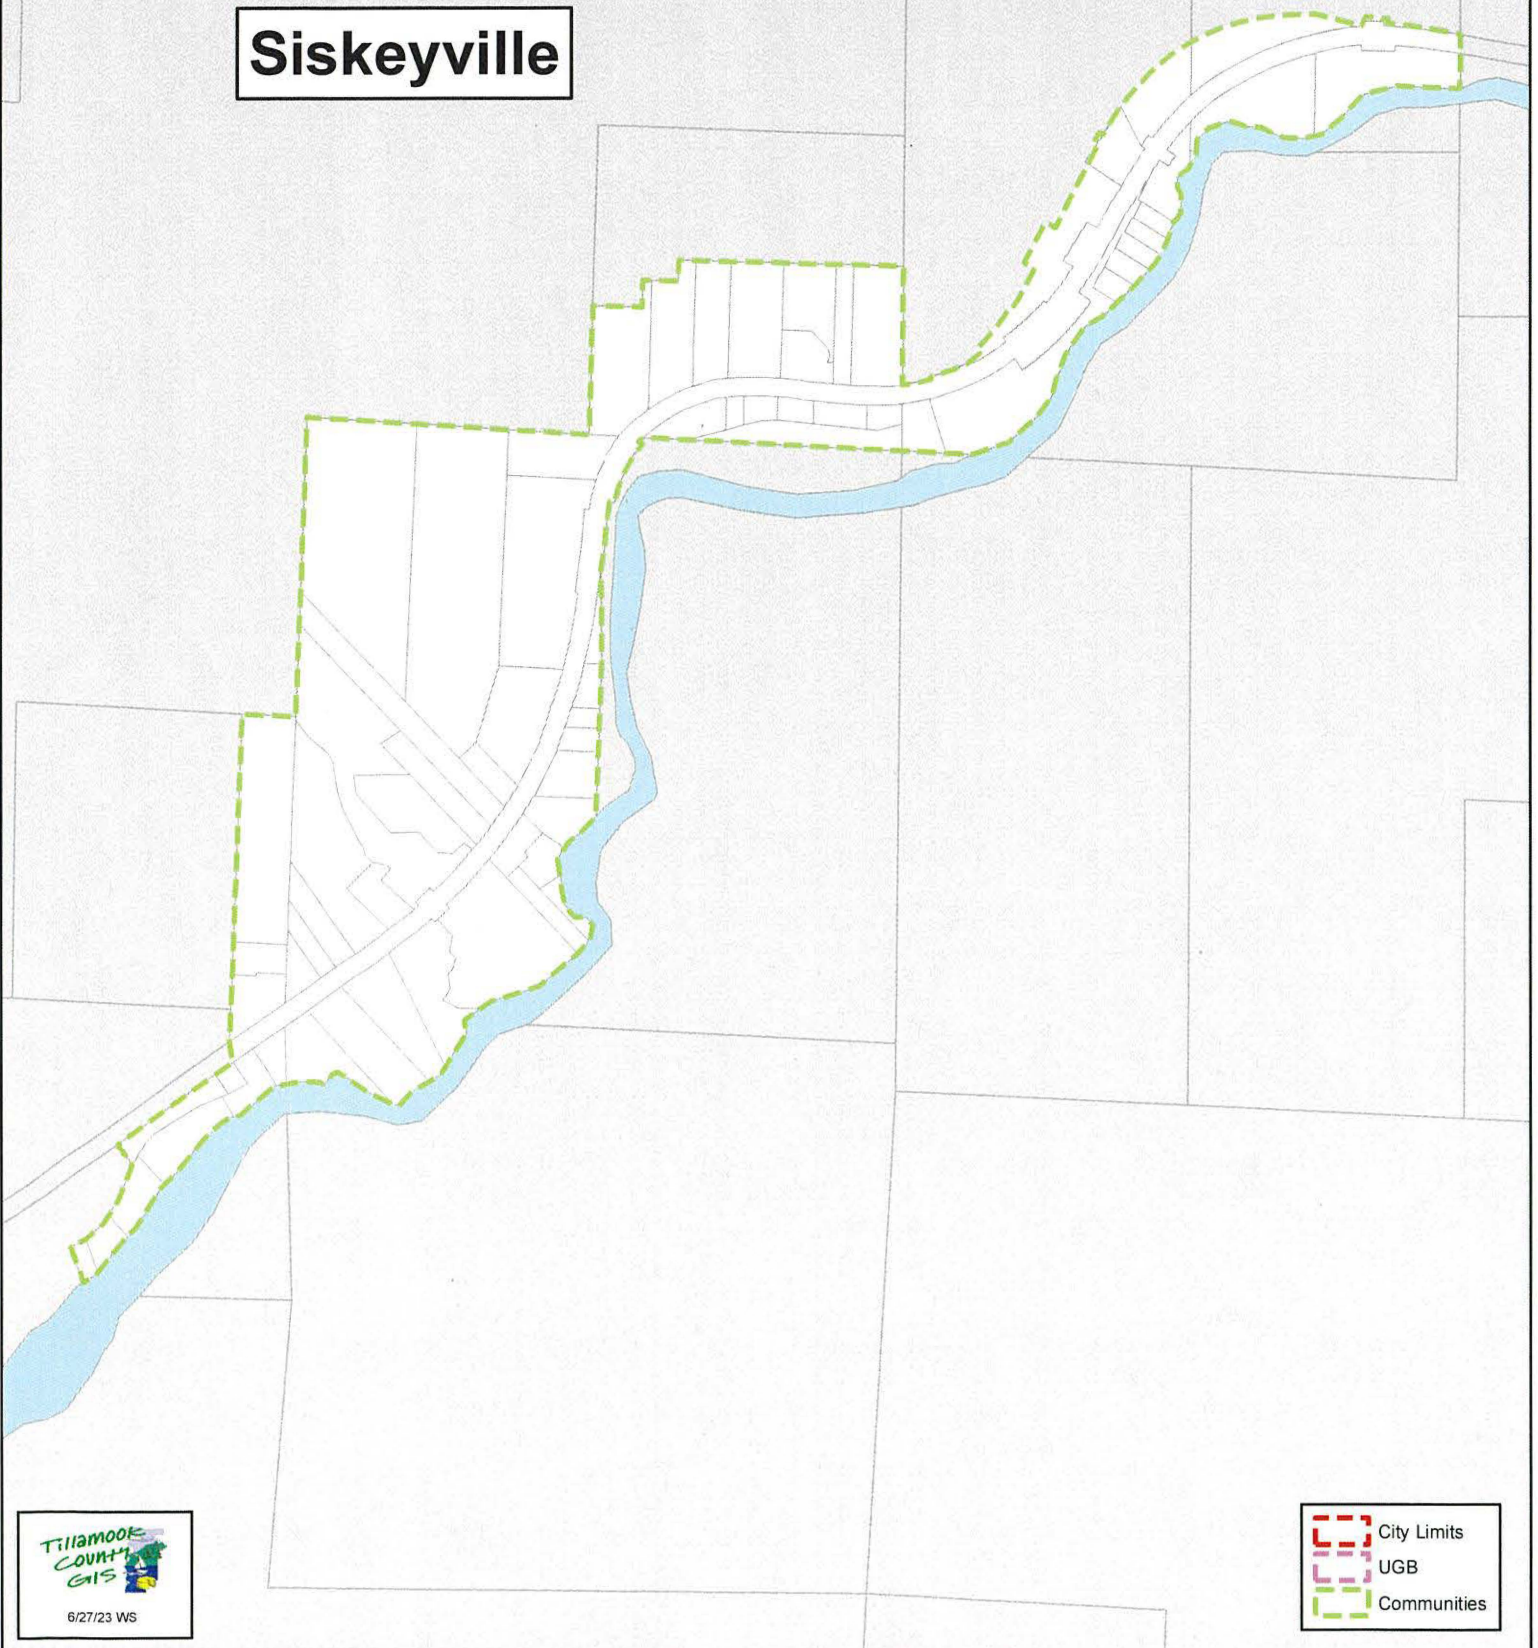 Siskeyville
Tillamook
County
GIS
6/27/23 WS
City Limits
UGB
Communities